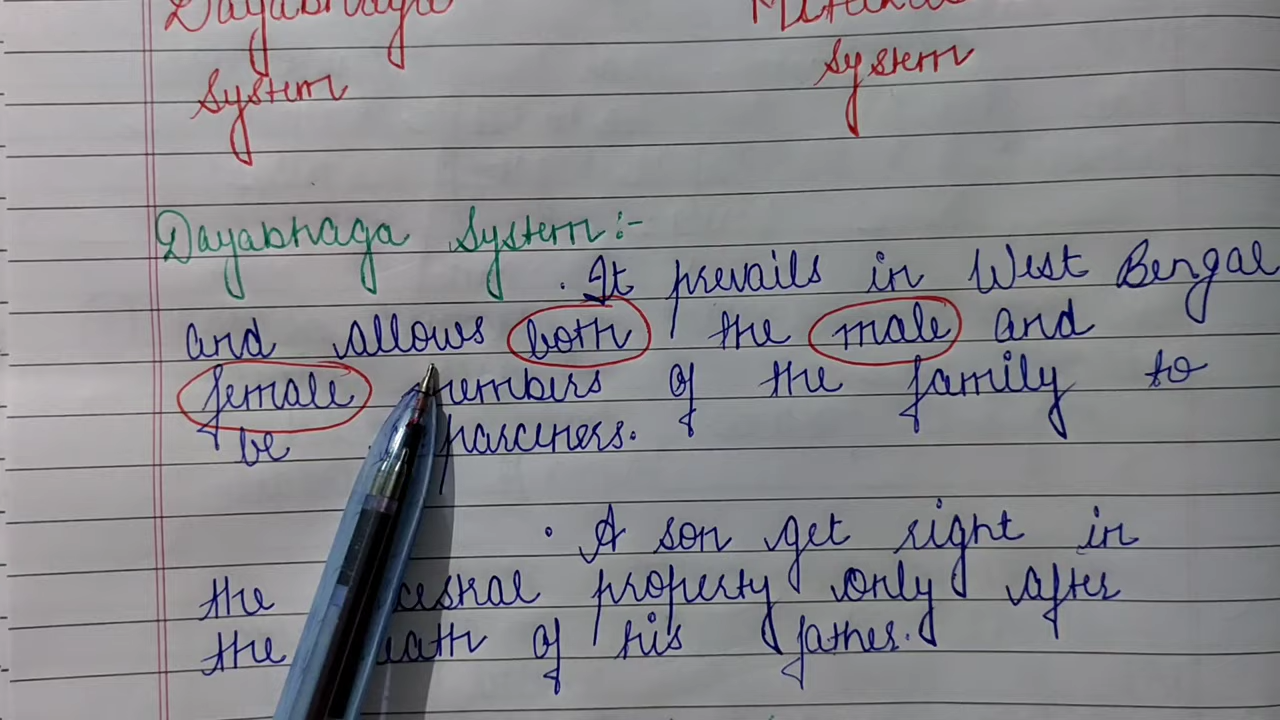 Dayabhaga
System
System
Dayabhaga System:-
. It prevails in West Bengal
and allows both the male and
female members of the family to
be parceners.
. A son get right in
the property only after
the of his father.